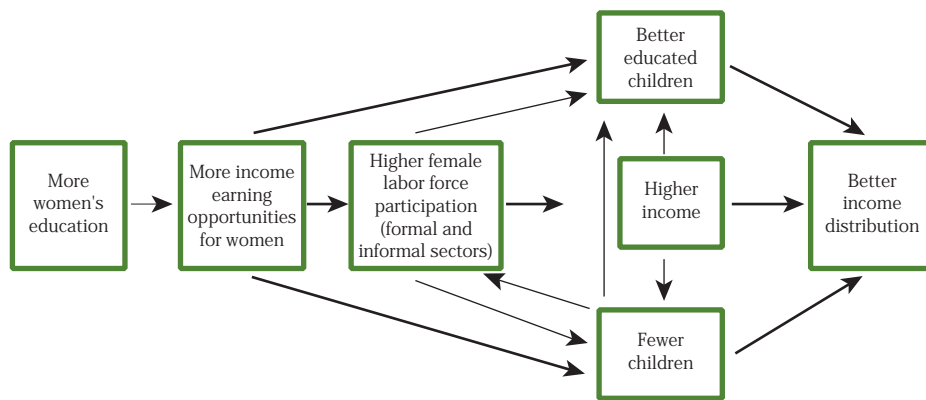 More
women's
education
More income
earning
opportunities
for women
Higher female
labor force
participation
(formal and
informal sectors)
Better
educated
children
Higher
income
Fewer
children
Better
income
distribution